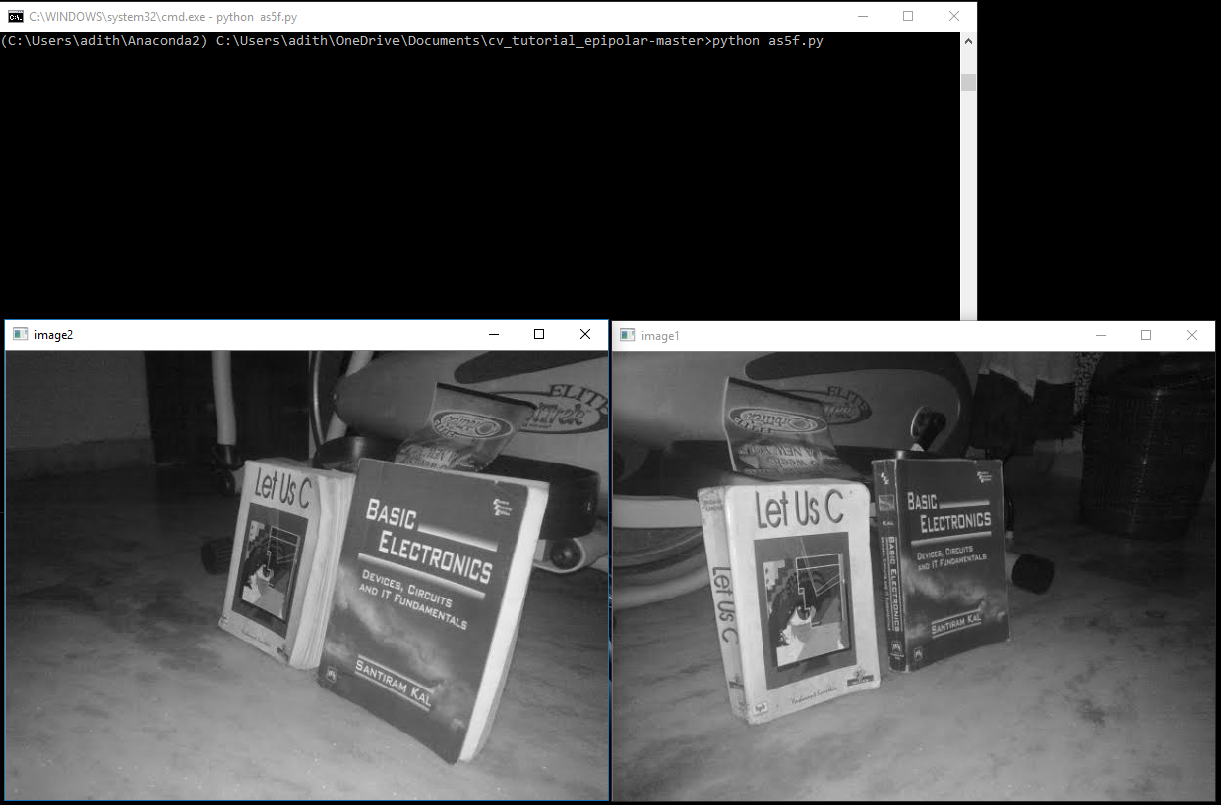 C:\WINDOWS\system32\cmd.exe - python as5f.py
(C:\Users\adith\Anaconda2) C:\Users\adith\OneDrive\Documents\cv_tutorial_epipolar-master>python as5f.py
image2
ELITE
Let Us C
BASIC
ELECTRONICS
DEVICES, CIRCUITS
AND IT FUNDAMENTALS
SANTIRAM KAL
image1
Let Us C
Let Us C
KAL
BASIC ELECTRONICS
BASIC
ELECTRONICS
DEVICES, CIRCUITS
AND IT FUNDAMENTALS
SANTIRAM KAL